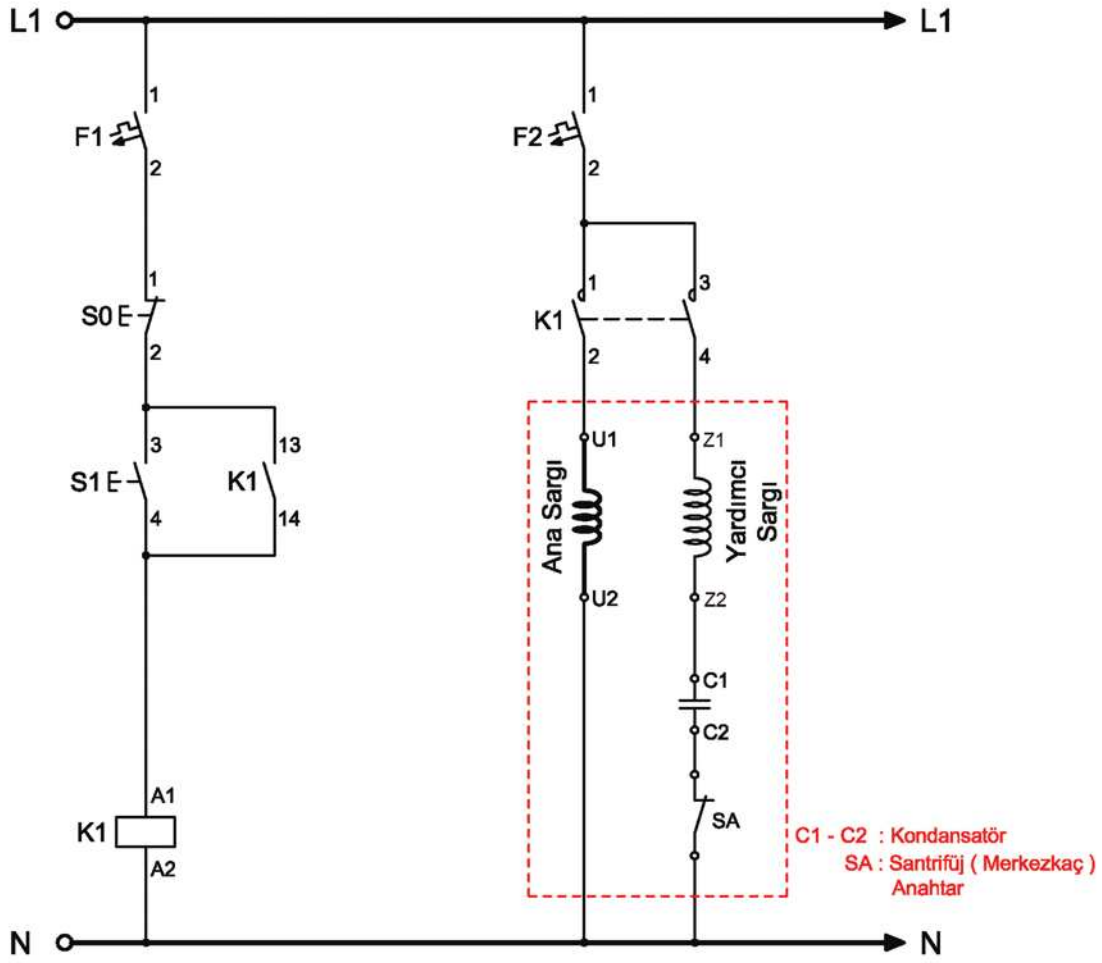 L1 L1
1 1
F1 F2
2 2
1 1 3
S0 K1
2 2 4
3 13 U1 Z1
S1 K1 Ana Sargı Yardımcı
Sargı
4 14
U2 Z2
C1
C2
A1
K1 SA
A2
C1 - C2 : Kondansatör
SA : Santrifüj ( Merkezkaç )
Anahtar
N N